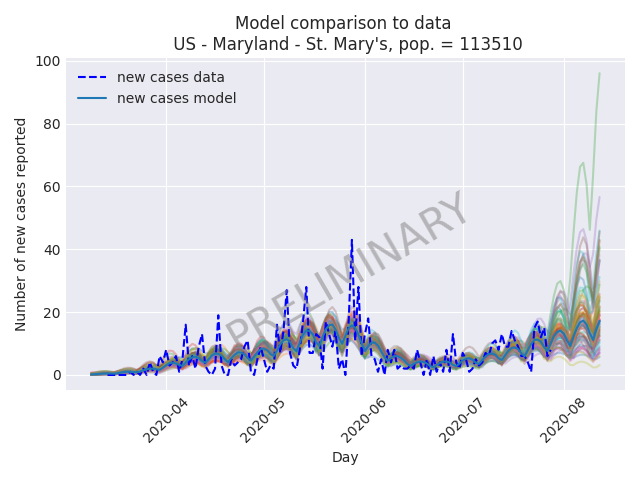 Model comparison to data
US - Maryland - St. Mary's, pop. = 113510
new cases data
new cases model
Number of new cases reported
100
80
60
40
20
0
PRELIMINARY
2020-04
2020-05
2020-06
2020-07
2020-08
Day